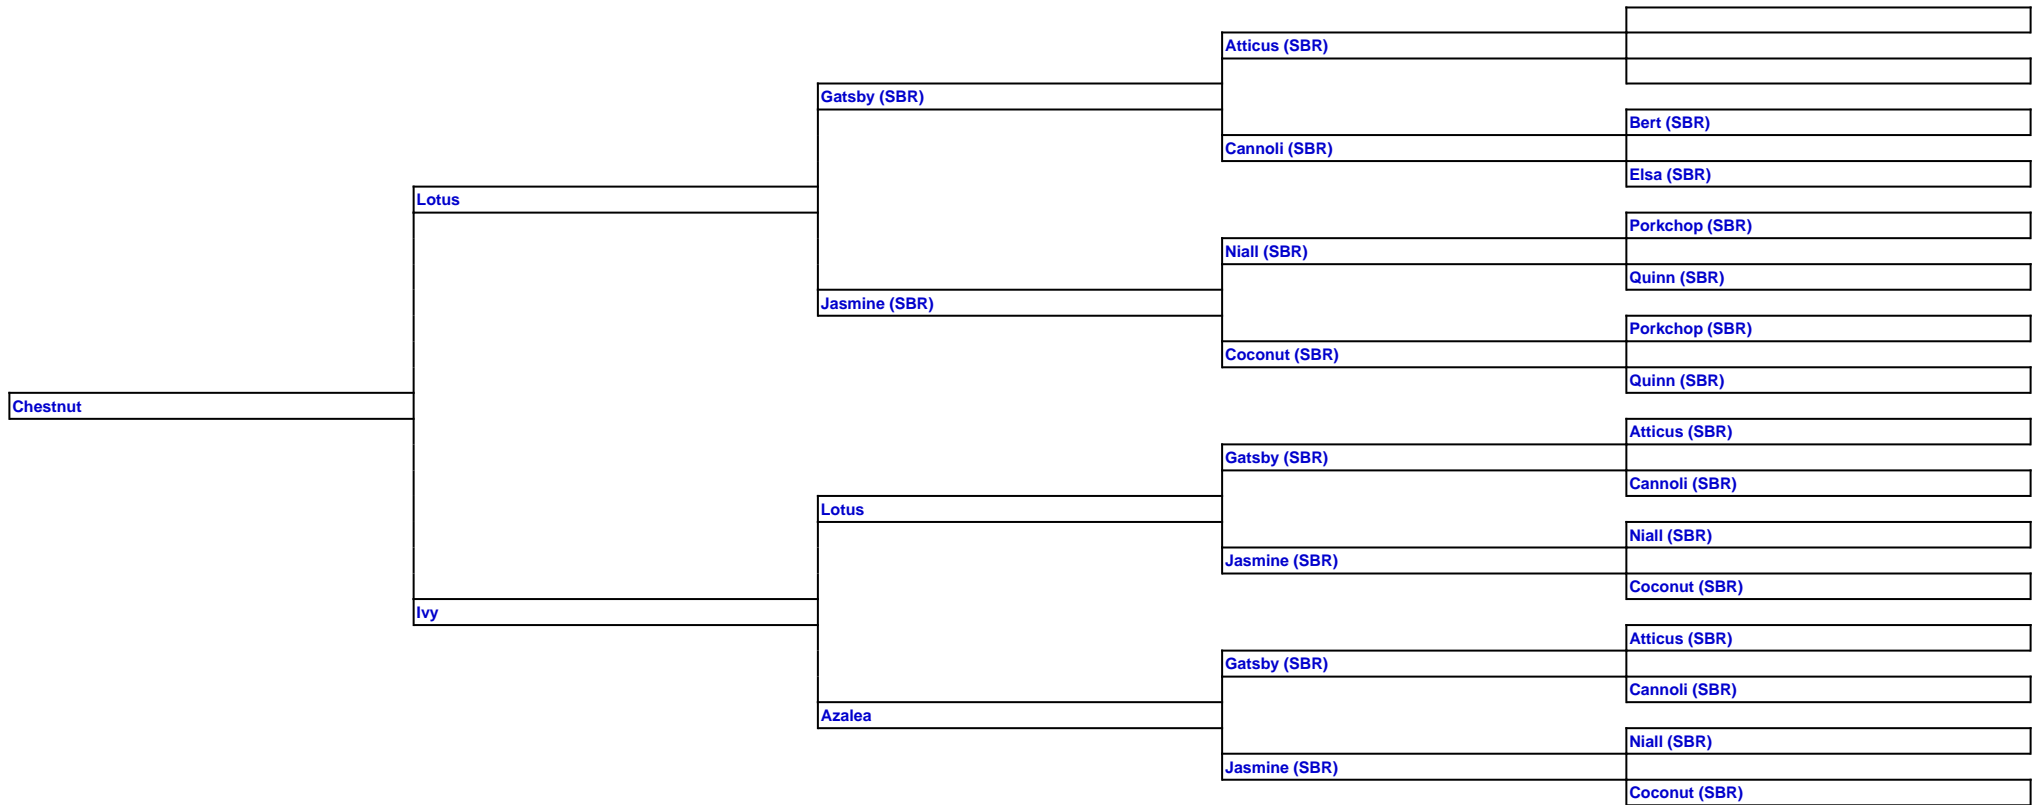 Atticus (SBR)
Gatsby (SBR)
Bert (SBR)
Cannoli (SBR)
Elsa (SBR)
Lotus
Porkchop (SBR)
Niall (SBR)
Quinn (SBR)
Jasmine (SBR)
Porkchop (SBR)
Coconut (SBR)
Quinn (SBR)
Chestnut
Atticus (SBR)
Gatsby (SBR)
Cannoli (SBR)
Lotus
Niall (SBR)
Jasmine (SBR)
Coconut (SBR)
Ivy
Atticus (SBR)
Gatsby (SBR)
Cannoli (SBR)
Azalea
Niall (SBR)
Jasmine (SBR)
Coconut (SBR)